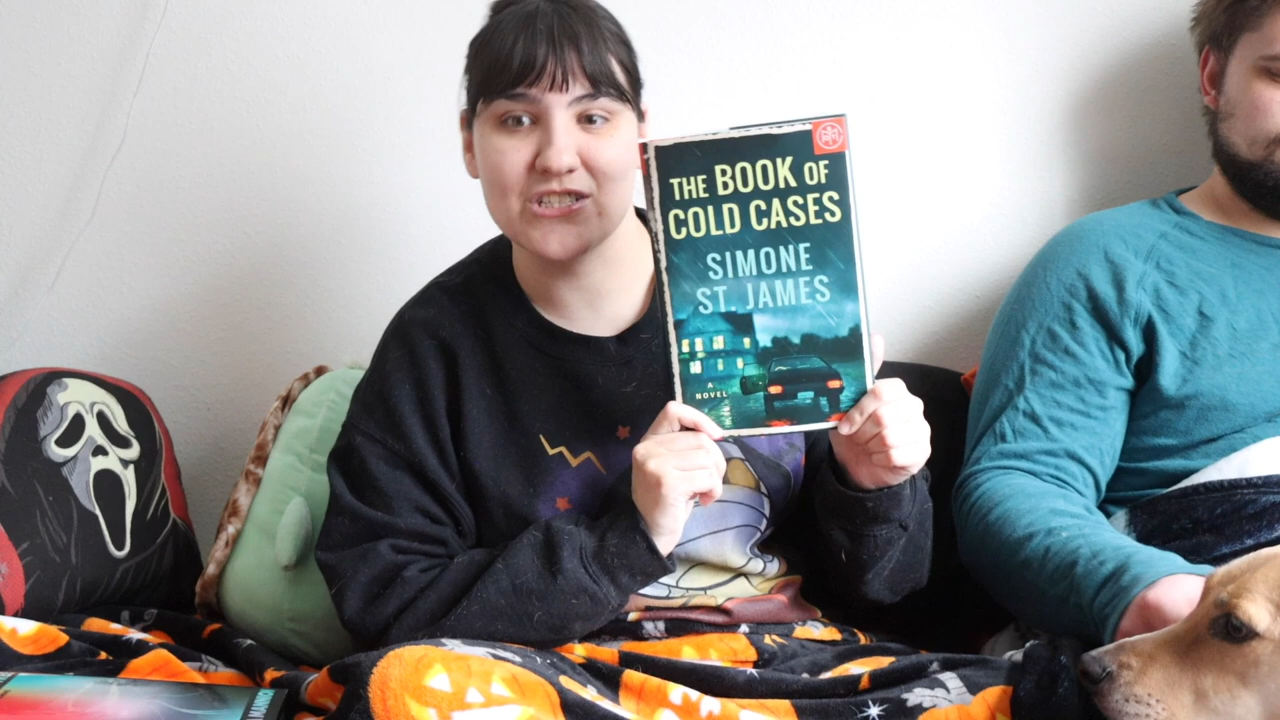 THE BOOK OF
COLD CASES
SIMONE
ST. JAMES
A
NOVEL